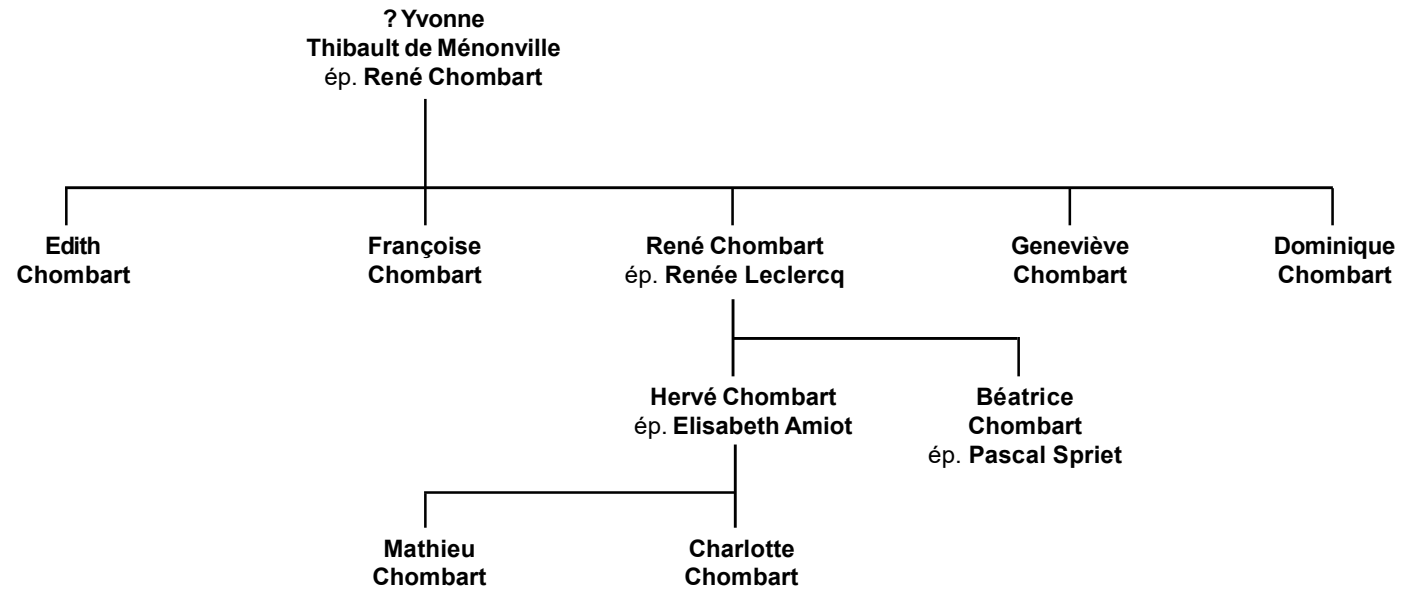 ? Yvonne
Thibault de Ménonville
ép. René Chombart
Edith
Chombart
Françoise
Chombart
René Chombart
ép. Renée Leclercq
Geneviève
Chombart
Dominique
Chombart
Hervé Chombart
ép. Elisabeth Amiot
Béatrice
Chombart
ép. Pascal Spriet
Mathieu
Chombart
Charlotte
Chombart